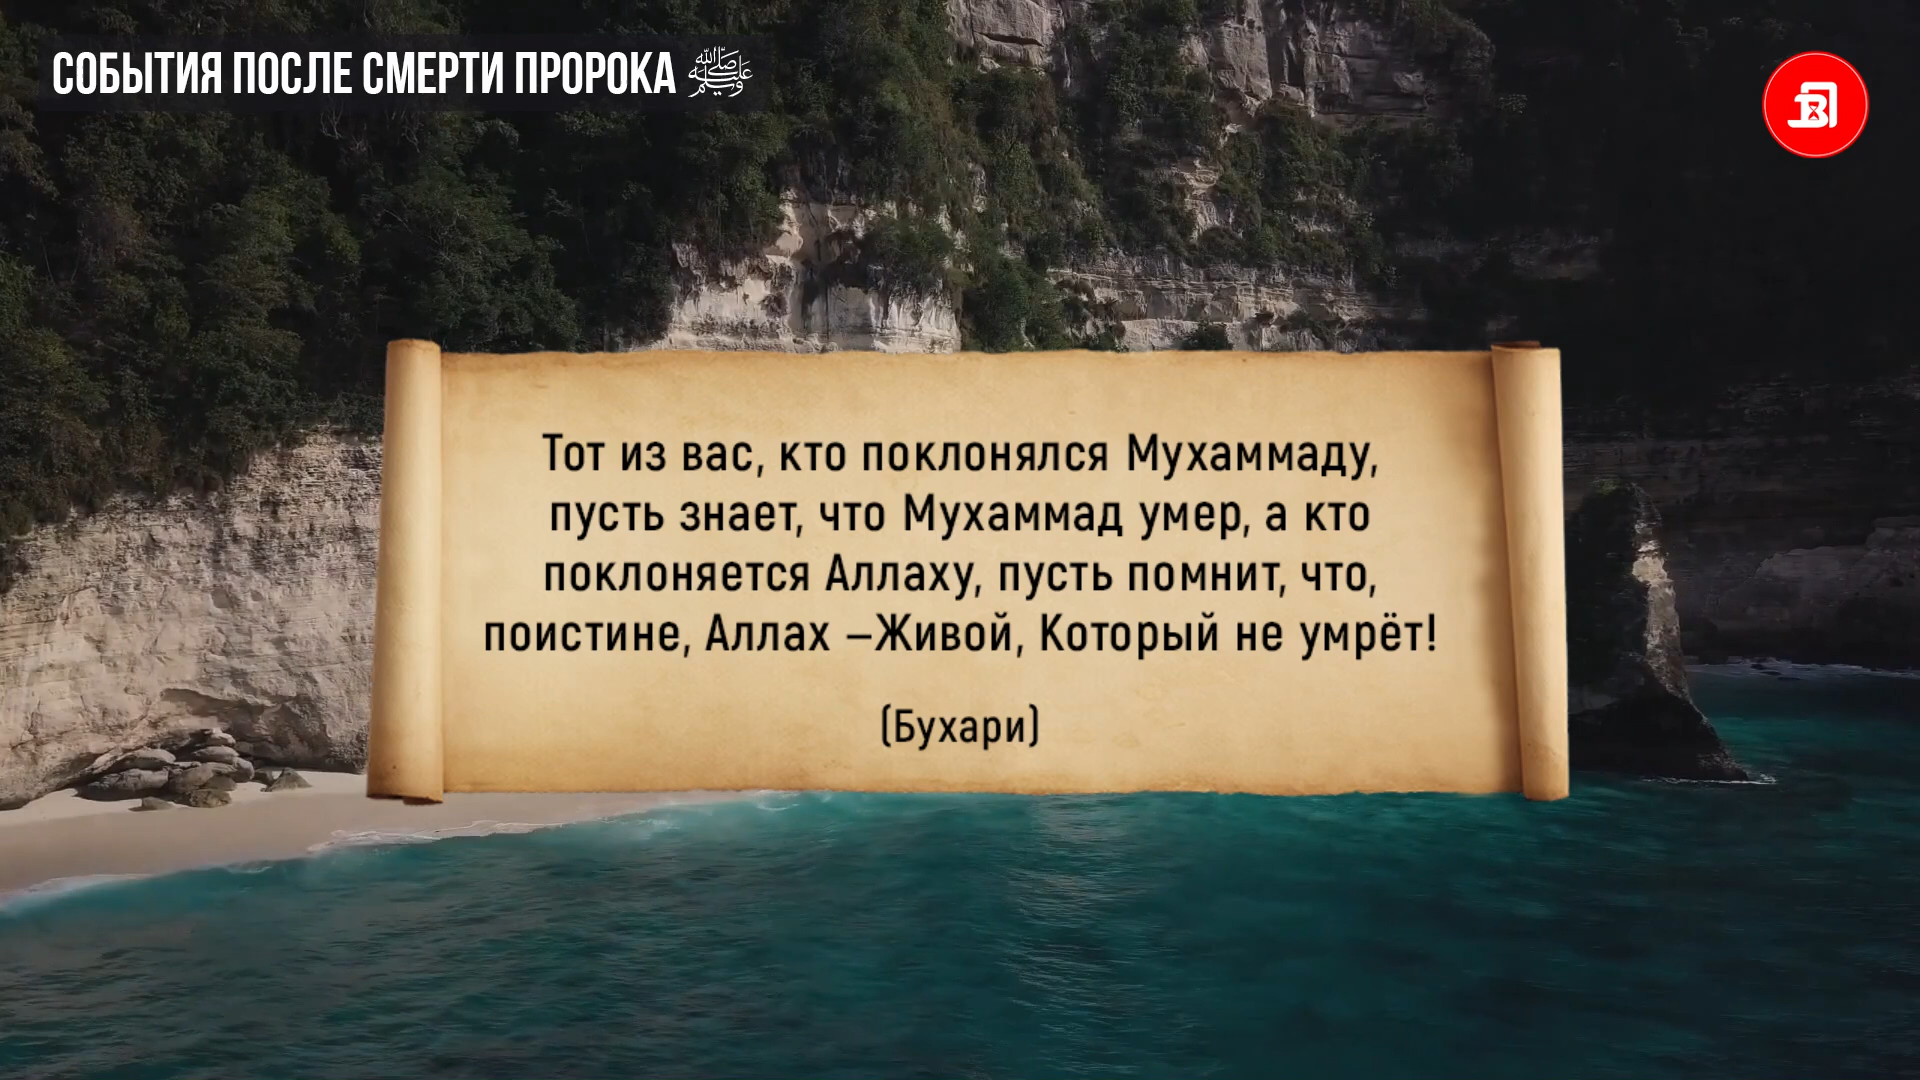 СОБЫТИЯ ПОСЛЕ СМЕРТИ ПРОРОКА ﷺ
Тот из вас, кто поклонялся Мухаммаду,
пусть знает, что Мухаммад умер, а кто
поклоняется Аллаху, пусть помнит, что,
поистине, Аллах –Живой, Который не умрёт!
(Бухари)